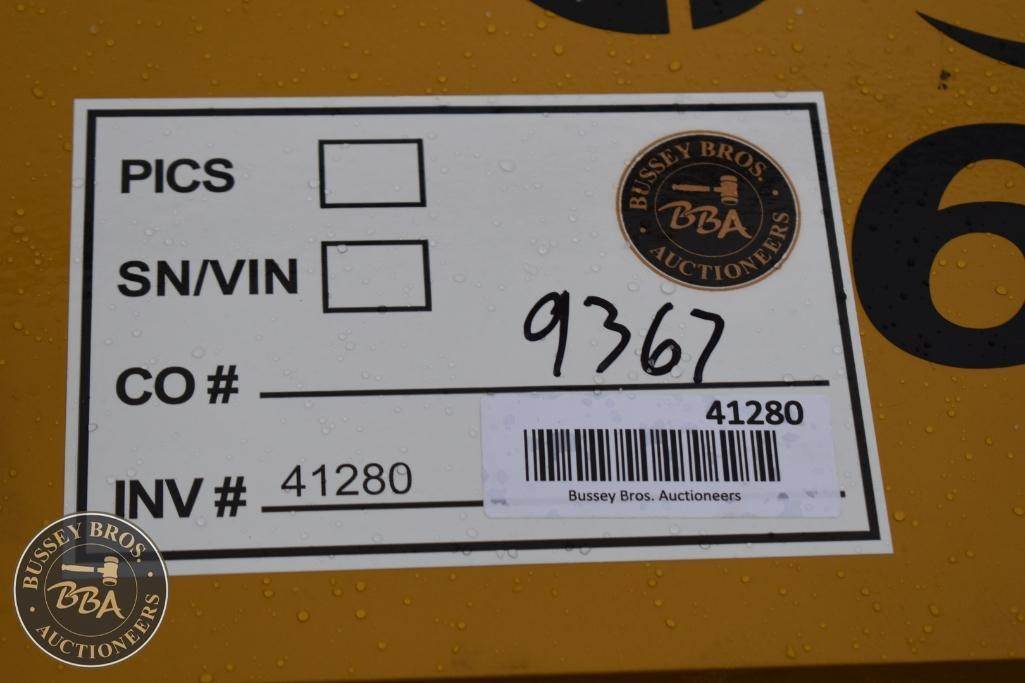 PICS
BUSSEY BROS.
BBA
AUCTIONEERS
SN/VIN
9367
CO #
41280
INV # 41280
Bussey Bros. Auctioneers
6
BUSSEY BROS.
BBA
AUCTIONEERS